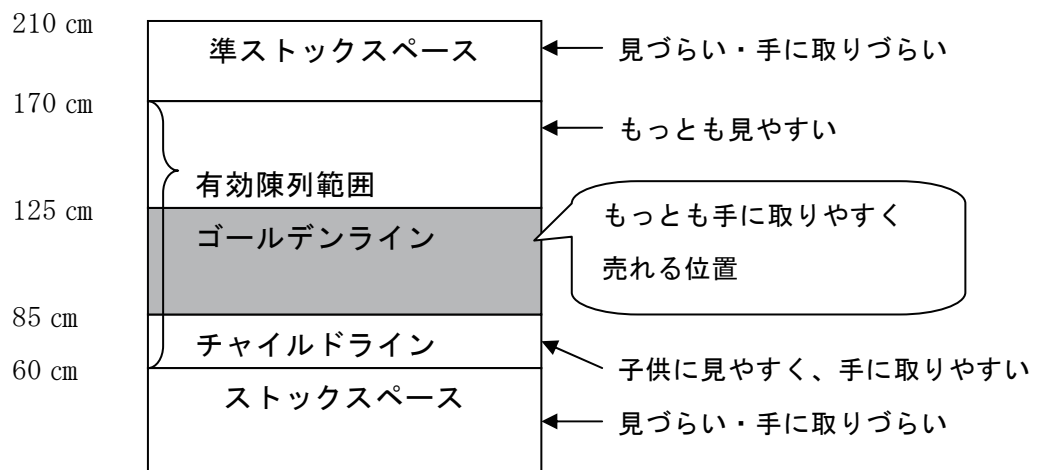 210 cm
準ストックスペース
見づらい・手に取りづらい
170 cm
もっとも見やすい
有効陳列範囲
125 cm
ゴールデンライン
もっとも手に取りやすく
売れる位置
85 cm
チャイルドライン
60 cm
子供に見やすく、手に取りやすい
ストックスペース
見づらい・手に取りづらい